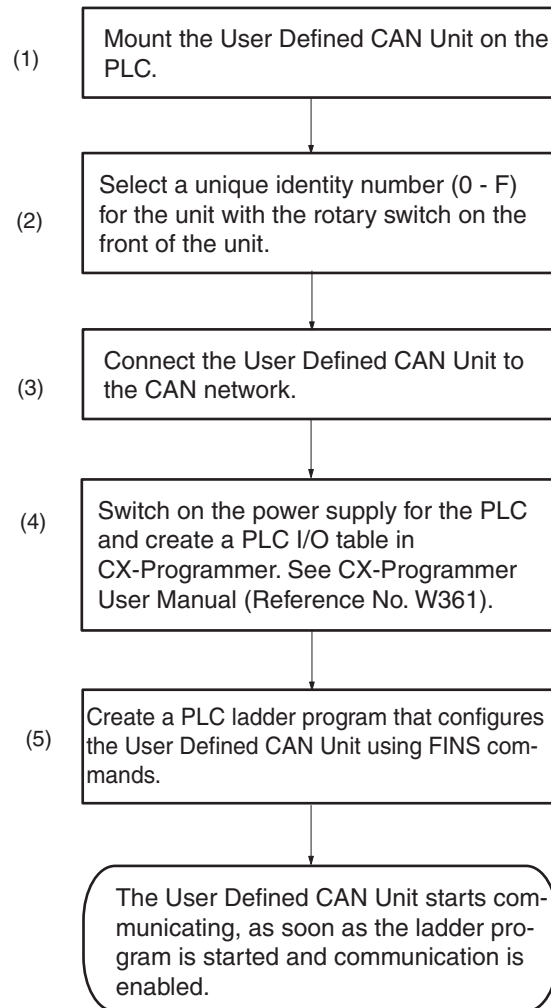 (1)
Mount the User Defined CAN Unit on the
PLC.
(2)
Select a unique identity number (0 - F)
for the unit with the rotary switch on the
front of the unit.
(3)
Connect the User Defined CAN Unit to
the CAN network.
(4)
Switch on the power supply for the PLC
and create a PLC I/O table in
CX-Programmer. See CX-Programmer
User Manual (Reference No. W361).
(5)
Create a PLC ladder program that configures
the User Defined CAN Unit using FINS com-
mands.
The User Defined CAN Unit starts com-
municating, as soon as the ladder pro-
gram is started and communication is
enabled.